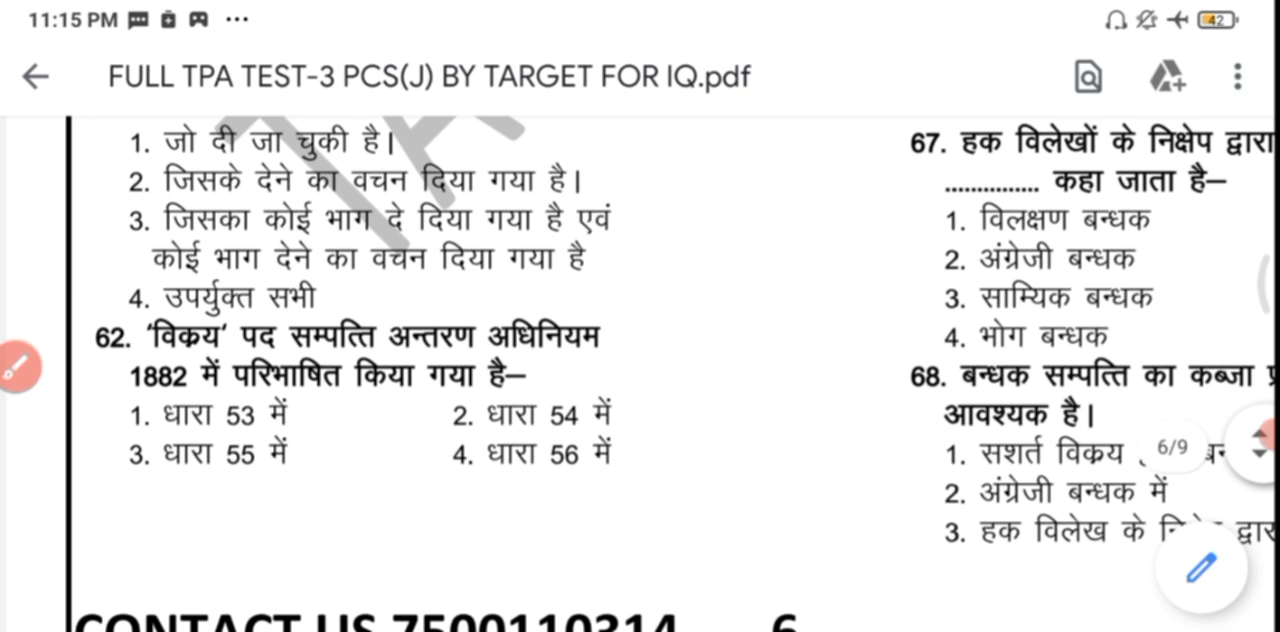 11:15 PM ...
42
FULL TPA TEST-3 PCS(J) BY TARGET FOR IQ.pdf
1. जो दी जा चुकी है।
2. जिसके देने का वचन दिया गया है।
3. जिसका कोई भाग दे दिया गया है एवं
कोई भाग देने का वचन दिया गया है
4. उपर्युक्त सभी
62. 'विक्रय' पद सम्पत्ति अन्तरण अधिनियम
1882 में परिभाषित किया गया है–
1. धारा 53 में 2. धारा 54 में
3. धारा 55 में 4. धारा 56 में
67. हक विलेखों के निक्षेप द्वारा
............... कहा जाता है–
1. विलक्षण बन्धक
2. अंग्रेजी बन्धक
3. साम्यिक बन्धक
4. भोग बन्धक
68. बन्धक सम्पत्ति का कब्जा
आवश्यक है।
1. सशर्त विक्रय
6/9
2. अंग्रेजी बन्धक में
3. हक विलेख के
CONTACT US 7500110314 6